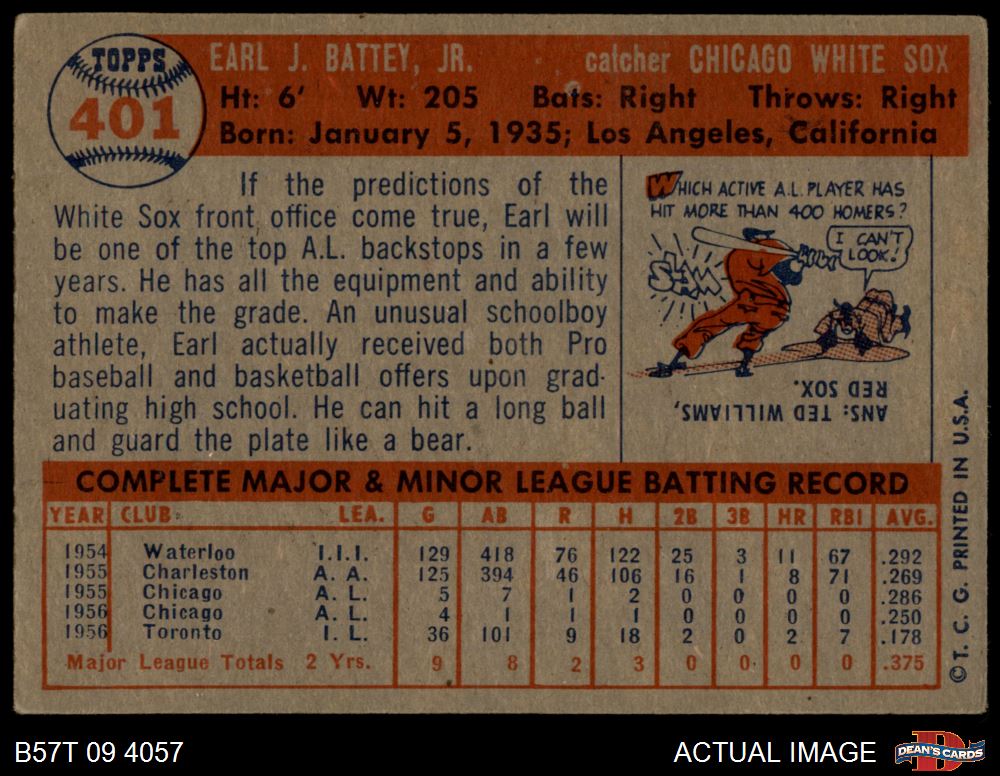 TOPPS
401
EARL J. BATTEY, JR. catcher CHICAGO WHITE SOX
Ht: 6' Wt: 205 Bats: Right Throws: Right
Born: January 5, 1935; Los Angeles, California
If the predictions of the
White Sox front office come true, Earl will
be one of the top A.L. backstops in a few
years. He has all the equipment and ability
to make the grade. An unusual schoolboy
athlete, Earl actually received both Pro
baseball and basketball offers upon grad-
uating high school. He can hit a long ball
and guard the plate like a bear.
WHICH ACTIVE A.L. PLAYER HAS
HIT MORE THAN 400 HOMERS?
I CAN'T
LOOK!
SLAM
ANS: TED WILLIAMS,
RED SOX.
COMPLETE MAJOR & MINOR LEAGUE BATTING RECORD
YEAR CLUB LEA. G AB R H 2B 3B HR RBI AVG.
1954 Waterloo I.I.I. 129 418 76 122 25 3 11 67 .292
1955 Charleston A. A. 125 394 46 106 16 1 8 71 .269
1955 Chicago A. L. 5 7 1 2 0 0 0 0 .286
1956 Chicago A. L. 4 1 1 1 0 0 0 0 .250
1956 Toronto I. L. 36 101 9 18 2 0 2 7 .178
Major League Totals 2 Yrs. 9 8 2 3 0 0 0 0 .375
© T. C. G. PRINTED IN U.S.A.
B57T 09 4057
ACTUAL IMAGE
D
DEAN'S CARDS